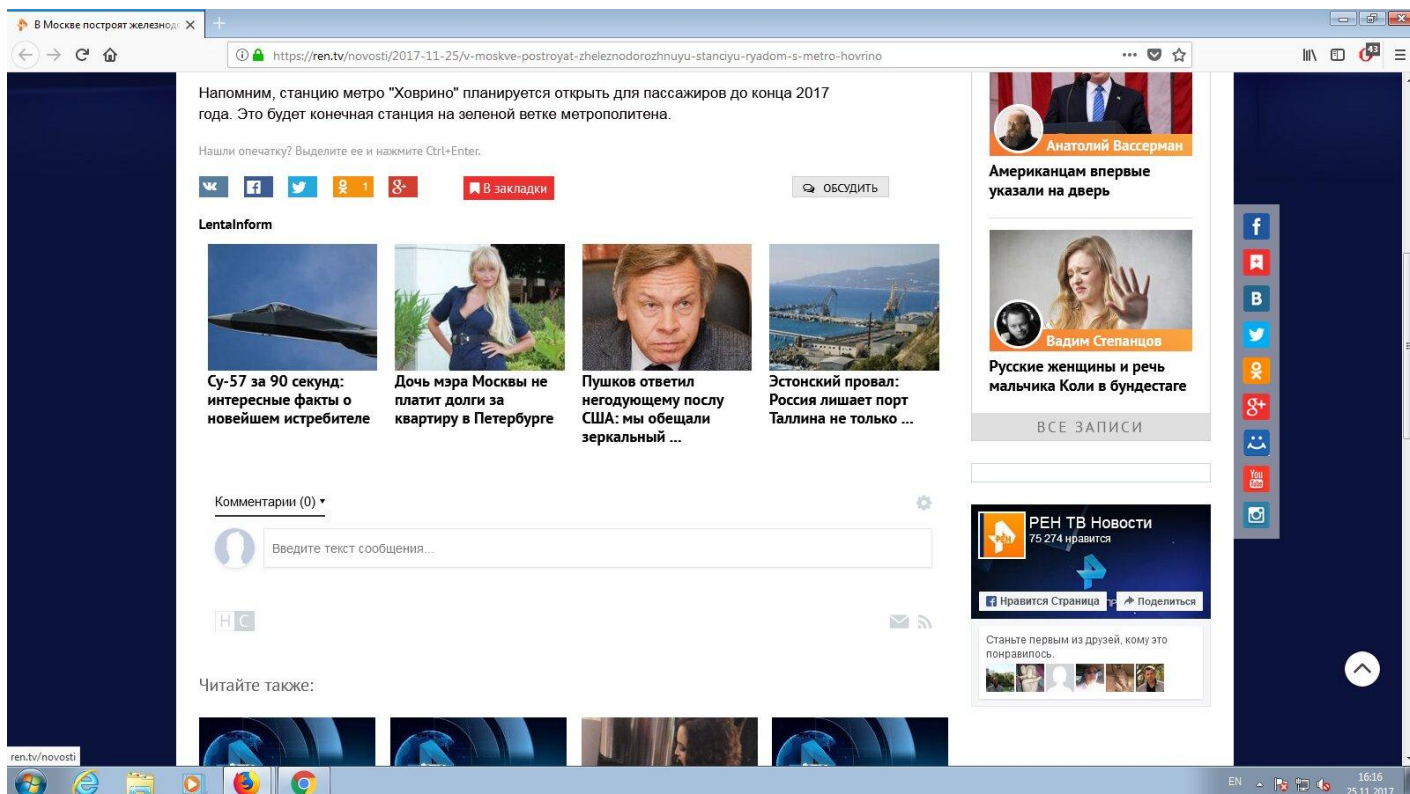 В Москве построят железнодо
https://ren.tv/novosti/2017-11-25/v-moskve-postroyat-zheleznodorozhnuyu-stanciyu-ryadom-s-metro-hovrino
43
Напомним, станцию метро "Ховрино" планируется открыть для пассажиров до конца 2017
года. Это будет конечная станция на зеленой ветке метрополитена.
Нашли опечатку? Выделите ее и нажмите Ctrl+Enter.
1
В закладки
ОБСУДИТЬ
LentaInform
Су-57 за 90 секунд:
интересные факты о
новейшем истребителе
Дочь мэра Москвы не
платит долги за
квартиру в Петербурге
Пушков ответил
негодующему послу
США: мы обещали
зеркальный ...
Эстонский провал:
Россия лишает порт
Таллина не только ...
Комментарии (0)
Введите текст сообщения...
HC
Читайте также:
Анатолий Вассерман
Американцам впервые
указали на дверь
Вадим Степанцов
Русские женщины и речь
мальчика Коли в бундестаге
ВСЕ ЗАПИСИ
РЕН
РЕН ТВ Новости
75 274 нравится
Нравится Страница
Поделиться
Станьте первым из друзей, кому это
понравилось.
You
Tube
ren.tv/novosti
EN
16:16
25.11.2017